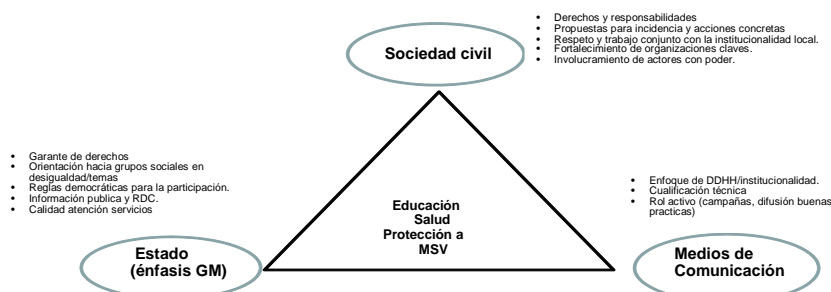 • Derechos y responsabilidades
• Propuestas para incidencia y acciones concretas
• Respeto y trabajo conjunto con la institucionalidad local.
• Fortalecimiento de organizaciones claves.
• Involucramiento de actores con poder.
Sociedad civil
• Garante de derechos
• Orientación hacia grupos sociales en
desigualdad/temas
• Reglas democráticas para la participación.
• Información publica y RDC.
• Calidad atención servicios
• Enfoque de DDHH/institucionalidad.
• Cualificación técnica
• Rol activo (campañas, difusión buenas
practicas)
Educación
Salud
Protección a
MSV
Estado
(énfasis GM)
Medios de
Comunicación